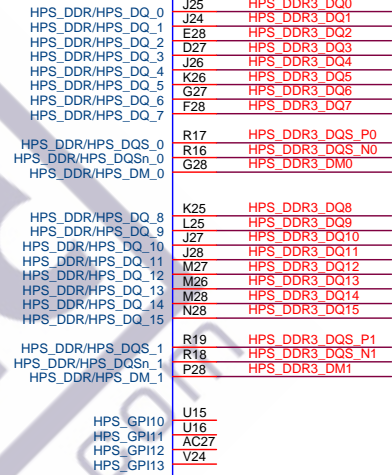 HPS_DDR/HPS_DQ_0 J25 HPS_DDR3_DQ0
HPS_DDR/HPS_DQ_1 J24 HPS_DDR3_DQ1
HPS_DDR/HPS_DQ_2 E28 HPS_DDR3_DQ2
HPS_DDR/HPS_DQ_3 D27 HPS_DDR3_DQ3
HPS_DDR/HPS_DQ_4 J26 HPS_DDR3_DQ4
HPS_DDR/HPS_DQ_5 K26 HPS_DDR3_DQ5
HPS_DDR/HPS_DQ_6 G27 HPS_DDR3_DQ6
HPS_DDR/HPS_DQ_7 F28 HPS_DDR3_DQ7
HPS_DDR/HPS_DQS_0 R17 HPS_DDR3_DQS_P0
HPS_DDR/HPS_DQSn_0 R16 HPS_DDR3_DQS_N0
HPS_DDR/HPS_DM_0 G28 HPS_DDR3_DM0
HPS_DDR/HPS_DQ_8 K25 HPS_DDR3_DQ8
HPS_DDR/HPS_DQ_9 L25 HPS_DDR3_DQ9
HPS_DDR/HPS_DQ_10 J27 HPS_DDR3_DQ10
HPS_DDR/HPS_DQ_11 J28 HPS_DDR3_DQ11
HPS_DDR/HPS_DQ_12 M27 HPS_DDR3_DQ12
HPS_DDR/HPS_DQ_13 M26 HPS_DDR3_DQ13
HPS_DDR/HPS_DQ_14 M28 HPS_DDR3_DQ14
HPS_DDR/HPS_DQ_15 N28 HPS_DDR3_DQ15
HPS_DDR/HPS_DQS_1 R19 HPS_DDR3_DQS_P1
HPS_DDR/HPS_DQSn_1 R18 HPS_DDR3_DQS_N1
HPS_DDR/HPS_DM_1 P28 HPS_DDR3_DM1
HPS_GPI10 U15
HPS_GPI11 U16
HPS_GPI12 AC27
HPS_GPI13 V24